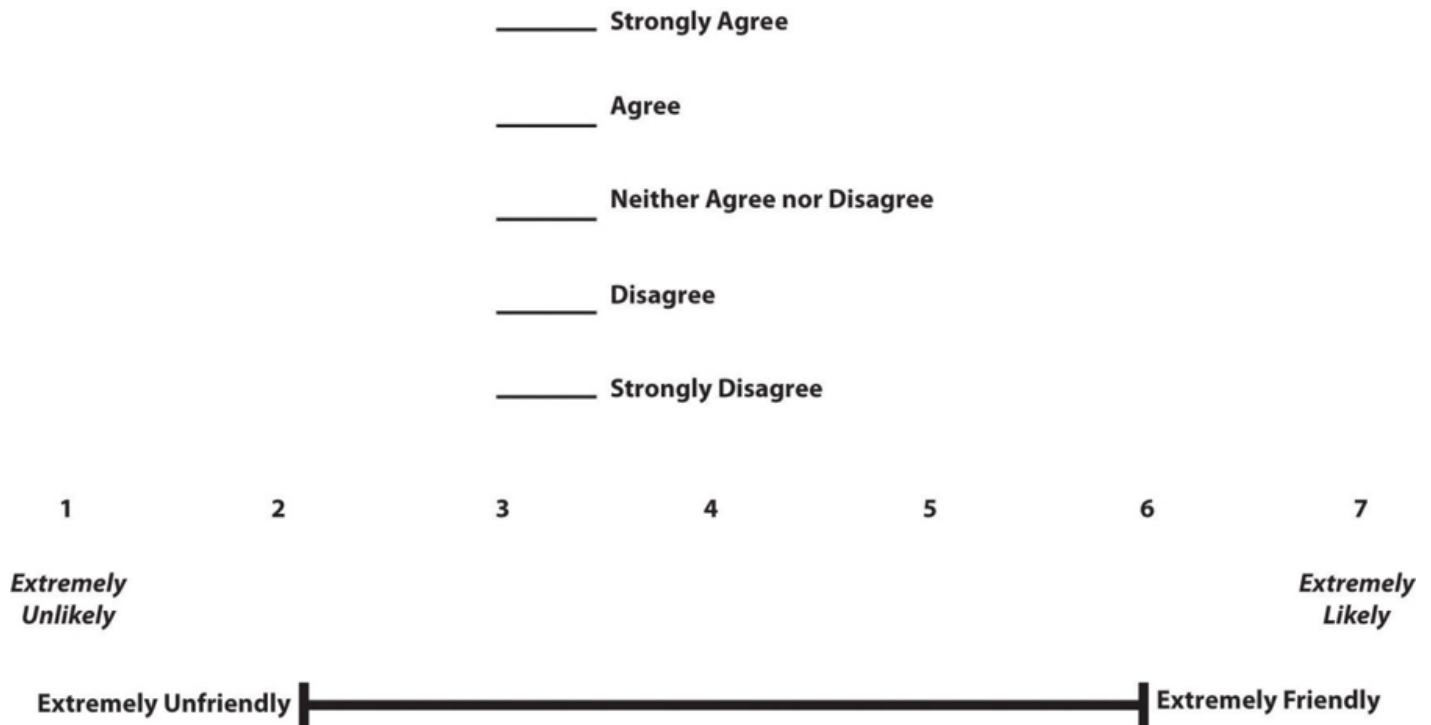 Strongly Agree
Agree
Neither Agree nor Disagree
Disagree
Strongly Disagree
1 2 3 4 5 6 7
Extremely Unlikely
Extremely Likely
Extremely Unfriendly Extremely Friendly